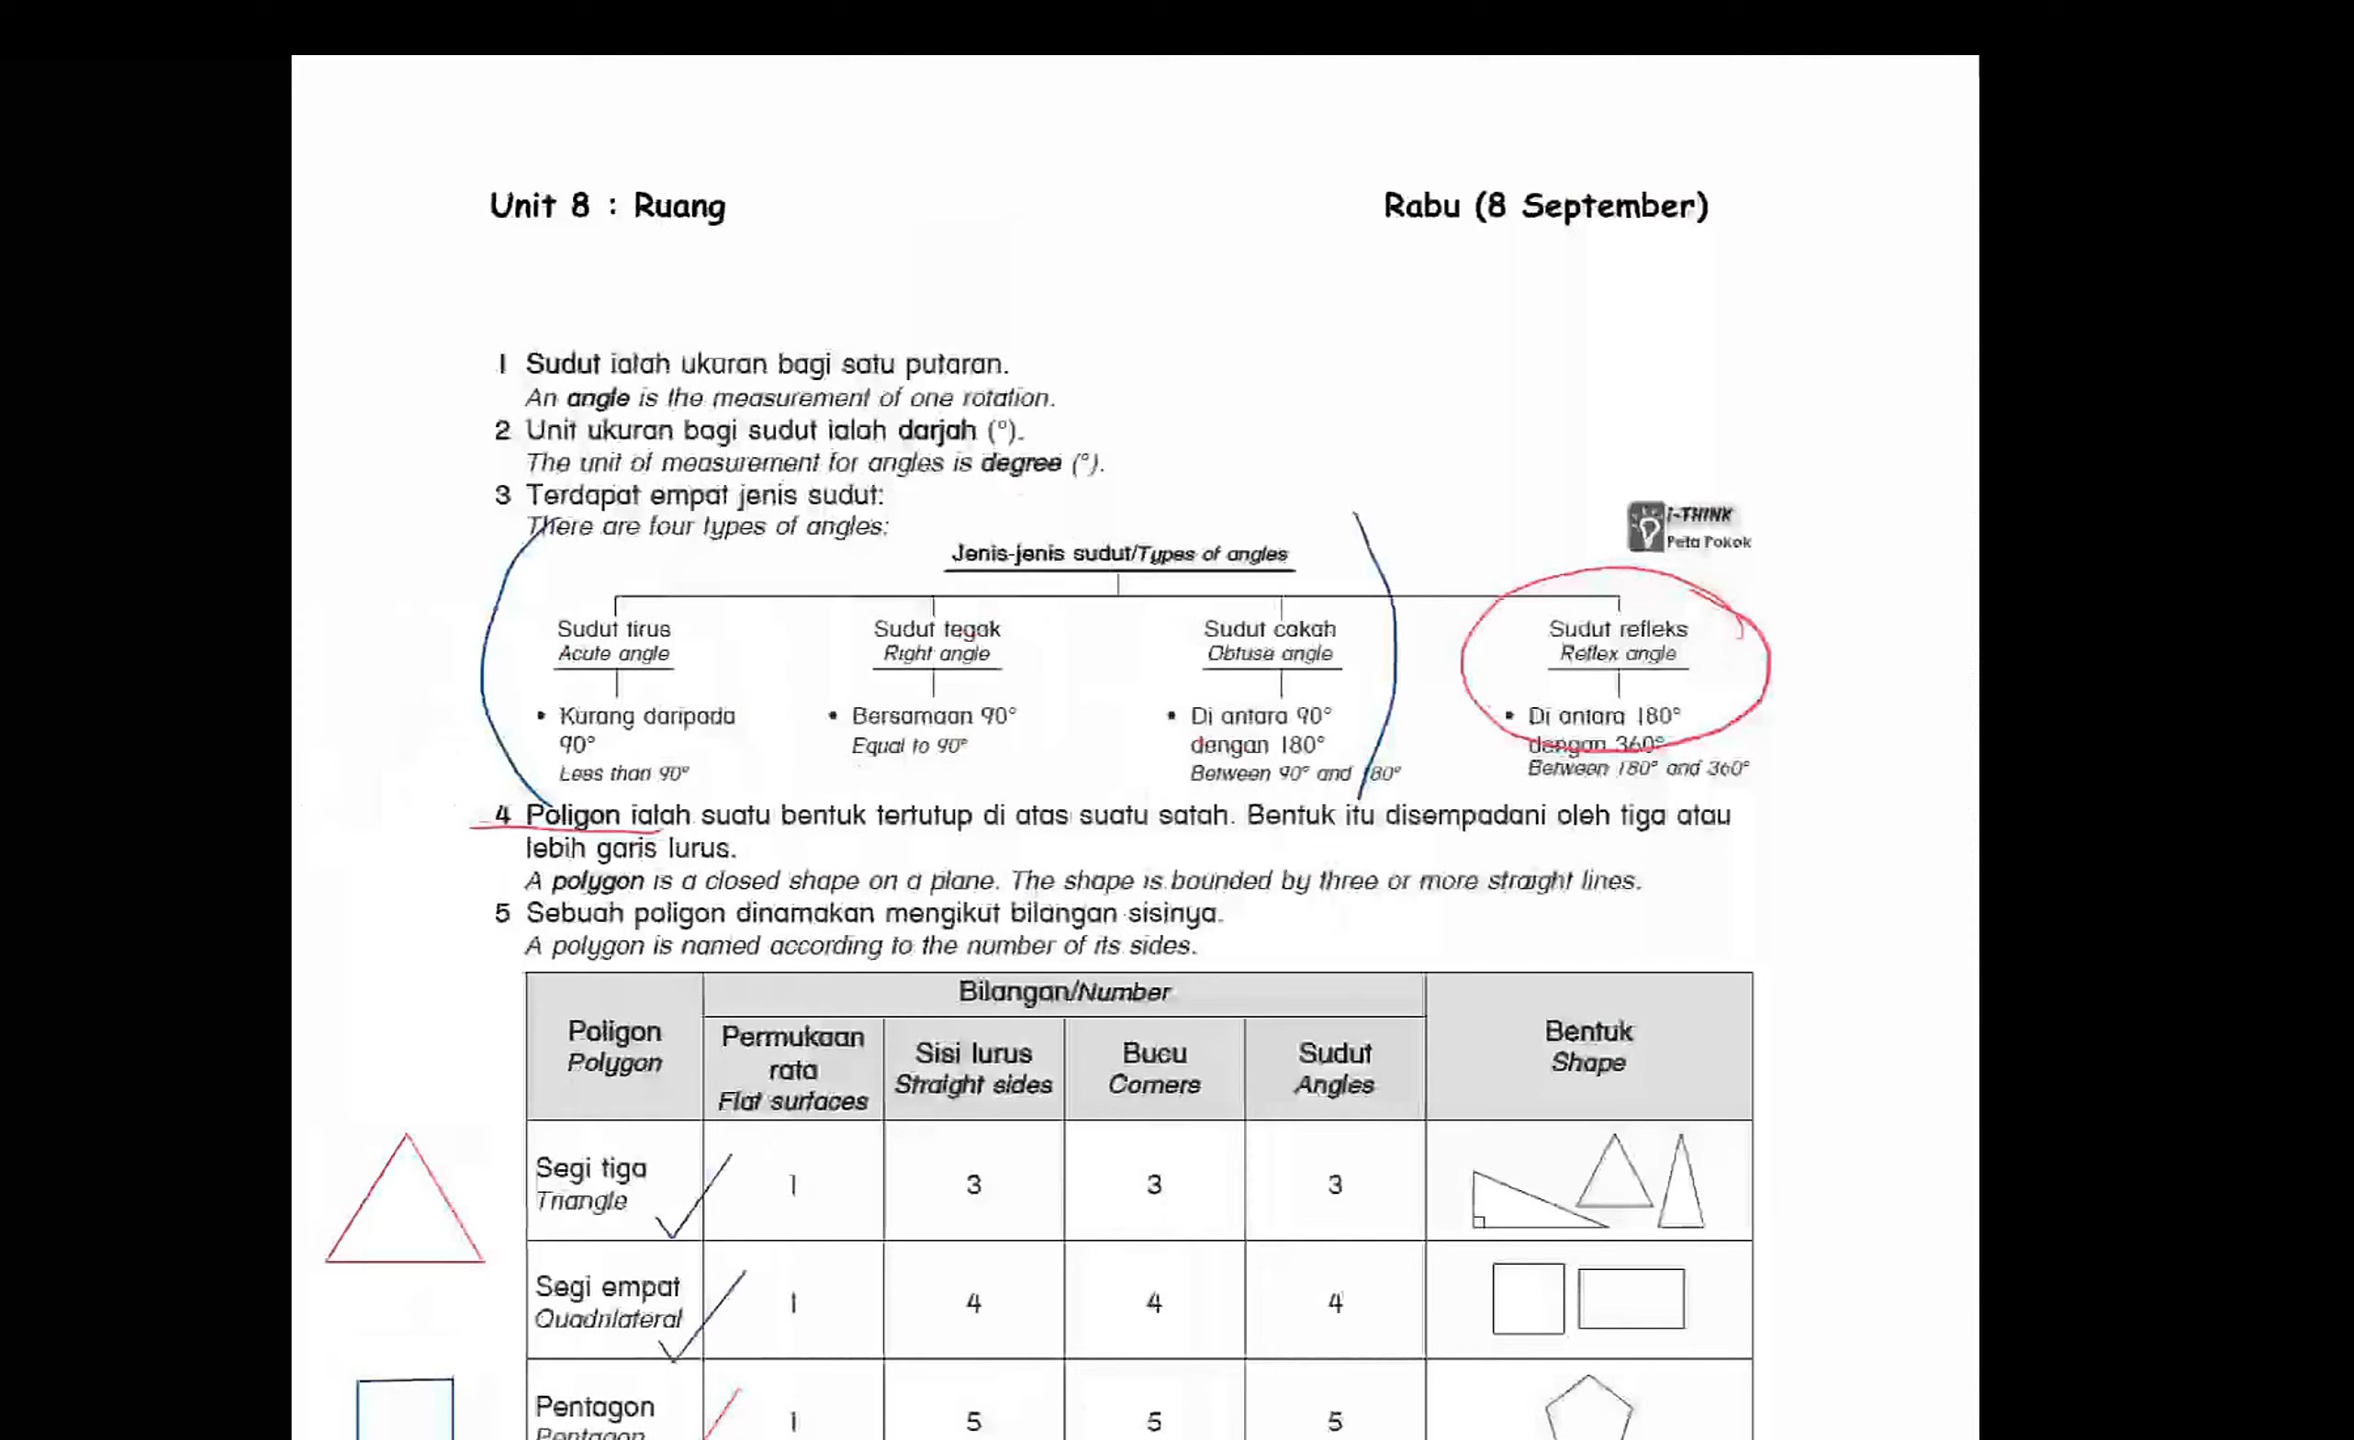 Unit 8 : Ruang
Rabu (8 September)
1 Sudut ialah ukuran bagi satu putaran.
An angle is the measurement of one rotation.
2 Unit ukuran bagi sudut ialah darjah (°).
The unit of measurement for angles is degree (°).
3 Terdapat empat jenis sudut:
There are four types of angles:
i-THINK
Peta Pokok
Jenis-jenis sudut/Types of angles
Sudut tirus
Acute angle
• Kurang daripada
90°
Less than 90°
Sudut tegak
Right angle
• Bersamaan 90°
Equal to 90°
Sudut cakah
Obtuse angle
• Di antara 90°
dengan 180°
Between 90° and 180°
Sudut refleks
Reflex angle
• Di antara 180°
dengan 360°
Between 180° and 360°
4 Poligon ialah suatu bentuk tertutup di atas suatu satah. Bentuk itu disempadani oleh tiga atau
lebih garis lurus.
A polygon is a closed shape on a plane. The shape is bounded by three or more straight lines.
5 Sebuah poligon dinamakan mengikut bilangan sisinya.
A polygon is named according to the number of its sides.
Poligon
Polygon
Bilangan/Number
Permukaan
rata
Flat surfaces
Sisi lurus
Straight sides
Bucu
Corners
Sudut
Angles
Bentuk
Shape
Segi tiga
Triangle
1 3 3 3
Segi empat
Quadrilateral
1 4 4 4
Pentagon
Pentagon
1 5 5 5